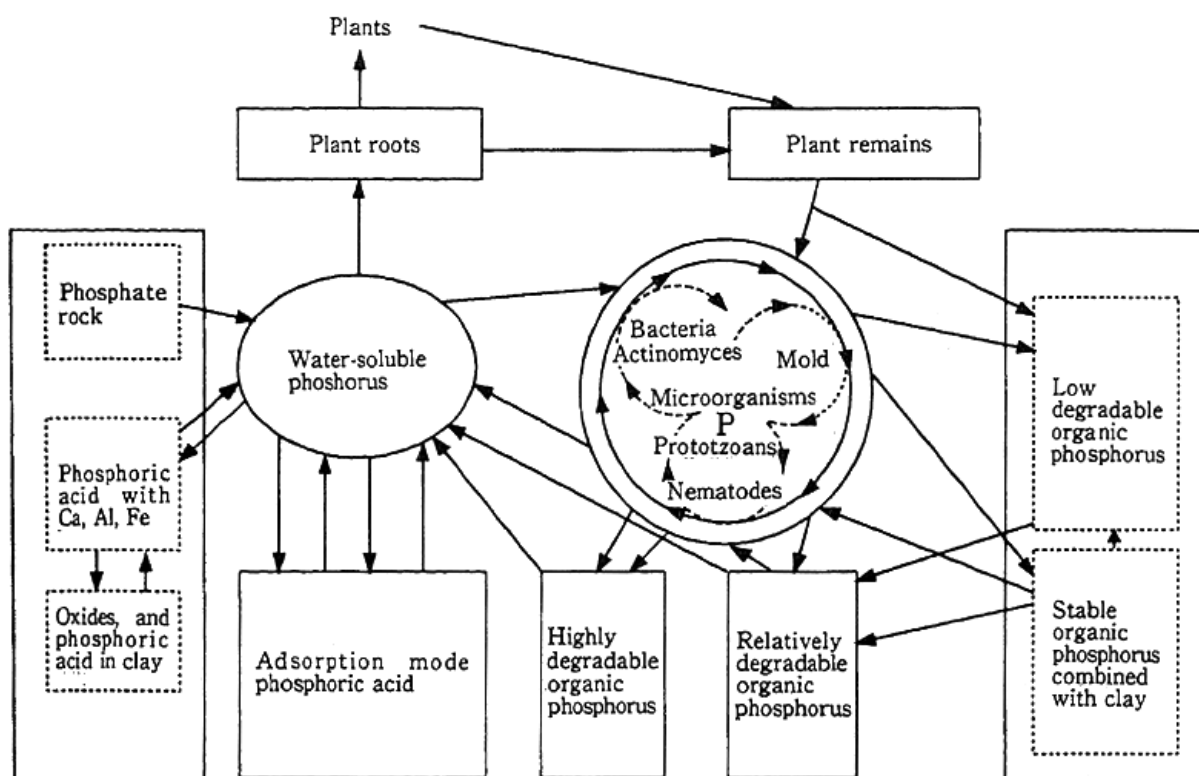 Plants
Plant roots
Plant remains
Phosphate
rock
Water-soluble
phoshorus
Bacteria
Actinomyces
Mold
Microorganisms
P
Prototzoans
Nematodes
Low
degradable
organic
phosphorus
Phosphoric
acid with
Ca, Al, Fe
Oxides, and
phosphoric
acid in clay
Adsorption mode
phosphoric acid
Highly
degradable
organic
phosphorus
Relatively
degradable
organic
phosphorus
Stable
organic
phosphorus
combined
with clay